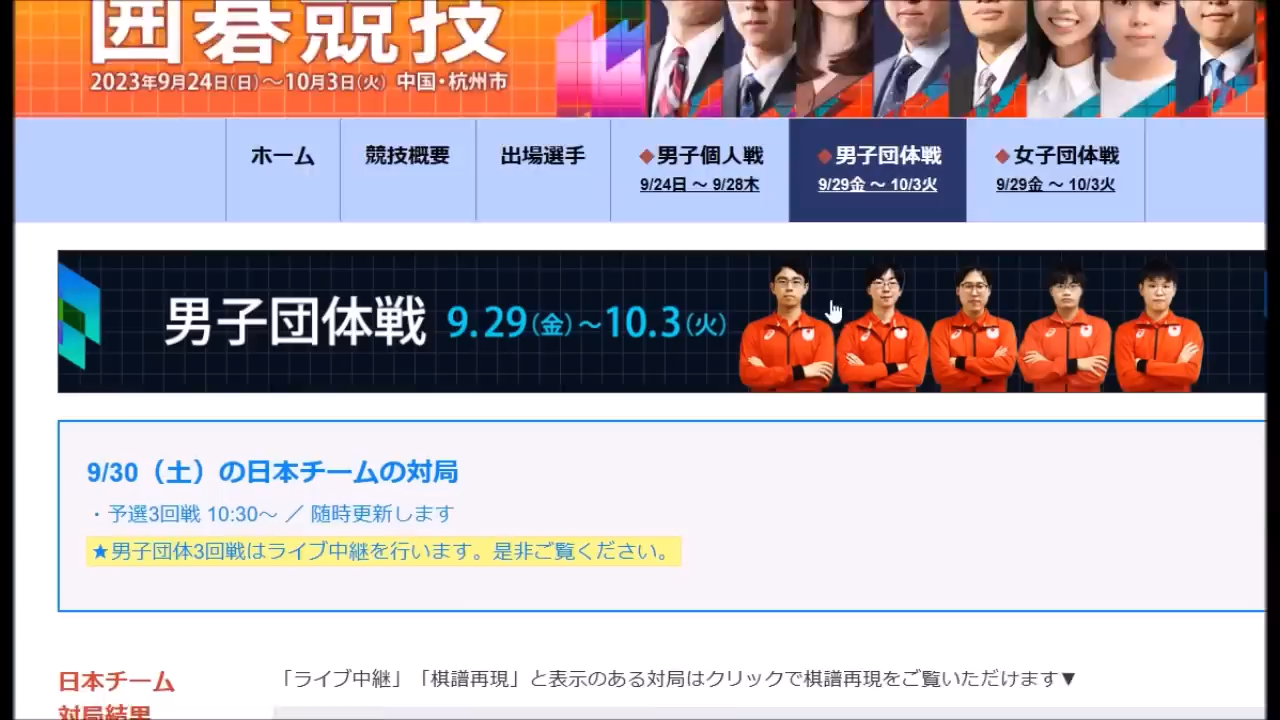 囲碁競技
2023年9月24日(日)～10月3日(火) 中国・杭州市
ホーム
競技概要
出場選手
◆男子個人戦
9/24日 ～ 9/28木
◆男子団体戦
9/29金 ～ 10/3火
◆女子団体戦
9/29金 ～ 10/3火
男子団体戦 9.29(金)～10.3(火)
9/30（土）の日本チームの対局
・予選3回戦 10:30～ ／ 随時更新します
★男子団体3回戦はライブ中継を行います。是非ご覧ください。
日本チーム
対局結果
「ライブ中継」「棋譜再現」と表示のある対局はクリックで棋譜再現をご覧いただけます▼